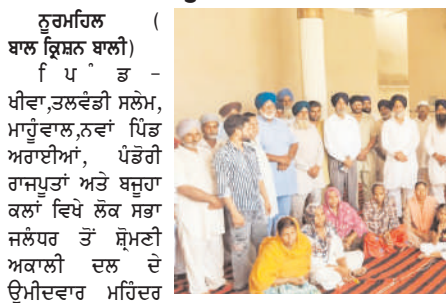 ਨੂਰਮਹਿਲ (
ਬਾਲ ਕ੍ਰਿਸ਼ਨ ਬਾਲੀ)
ਪਿੰਡ -
ਖੀਵਾ,ਤਲਵੰਡੀ ਸਲੇਮ,
ਮਾਹੂੰਵਾਲ,ਨਵਾਂ ਪਿੰਡ
ਅਰਾਈਆਂ, ਪੰਡੋਰੀ
ਰਾਜਪੂਤਾਂ ਅਤੇ ਬਜੂਹਾ
ਕਲਾਂ ਵਿਖੇ ਲੋਕ ਸਭਾ
ਜਲੰਧਰ ਤੋਂ ਸ਼੍ਰੋਮਣੀ
ਅਕਾਲੀ ਦਲ ਦੇ
ਉਮੀਦਵਾਰ ਮਹਿੰਦਰ